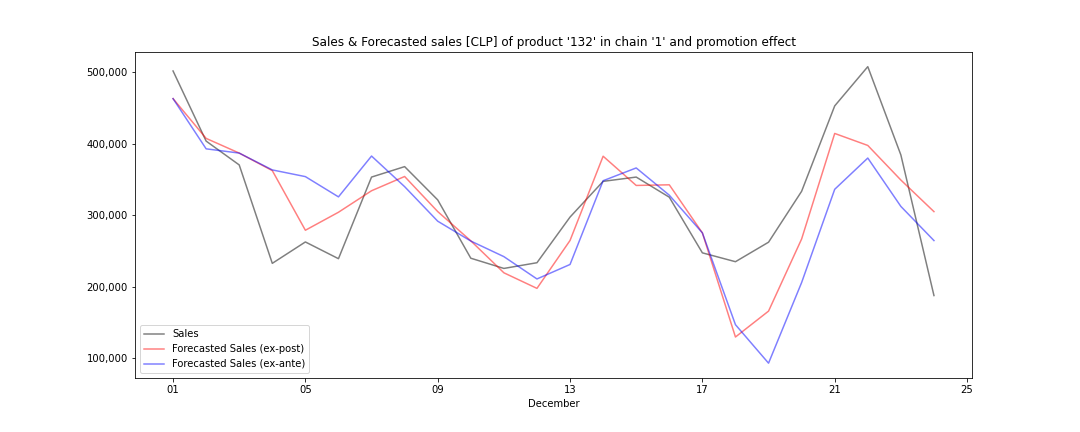 Sales & Forecasted sales [CLP] of product '132' in chain '1' and promotion effect
500,000
400,000
300,000
200,000
100,000
Sales
Forecasted Sales (ex-post)
Forecasted Sales (ex-ante)
01 05 09 13 17 21 25
December